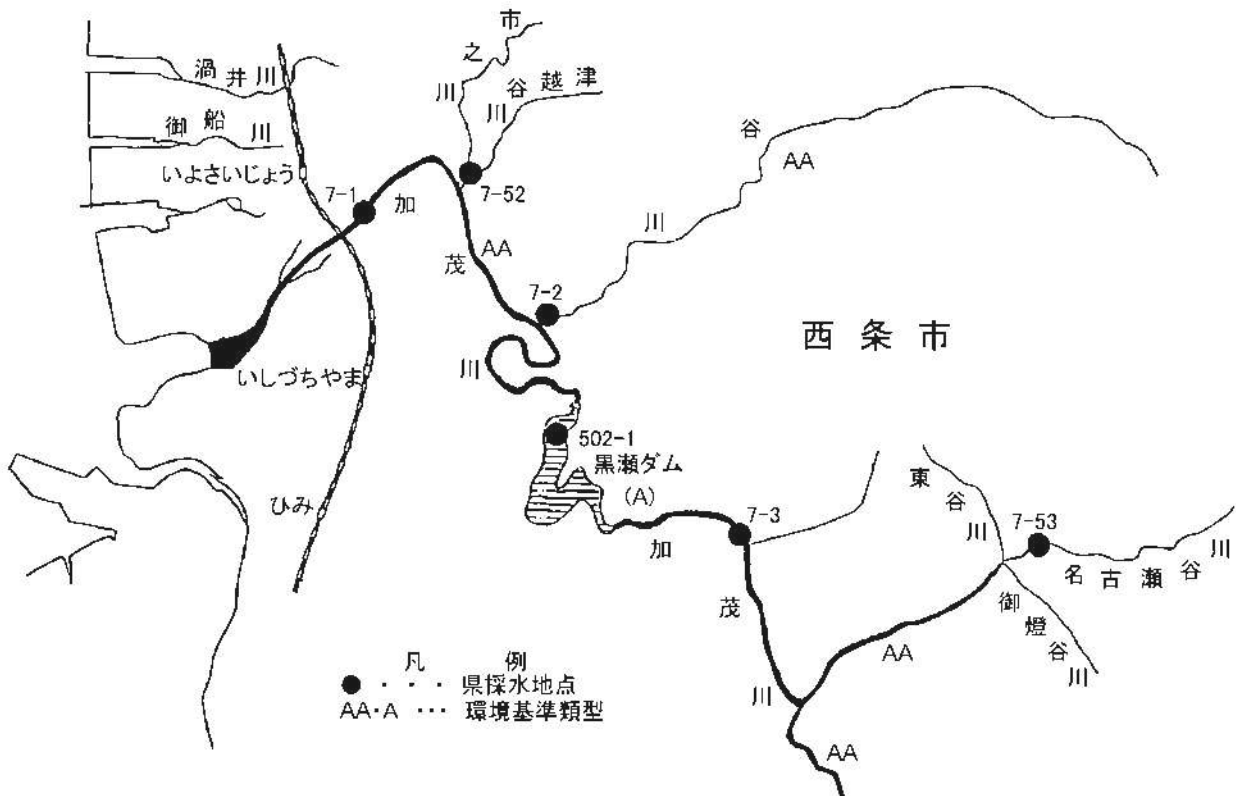 渦井川
御船川
いよさいじょう
市之川
谷越津川
7-1
加茂川
7-52
AA
7-2
谷川
AA
西条市
いしづちやま
ひみ
502-1
黒瀬ダム
(A)
7-3
加茂川
東谷川
7-53
名古瀬谷川
御燈谷川
AA
AA
凡例
●・・・県採水地点
AA・A・・・環境基準類型